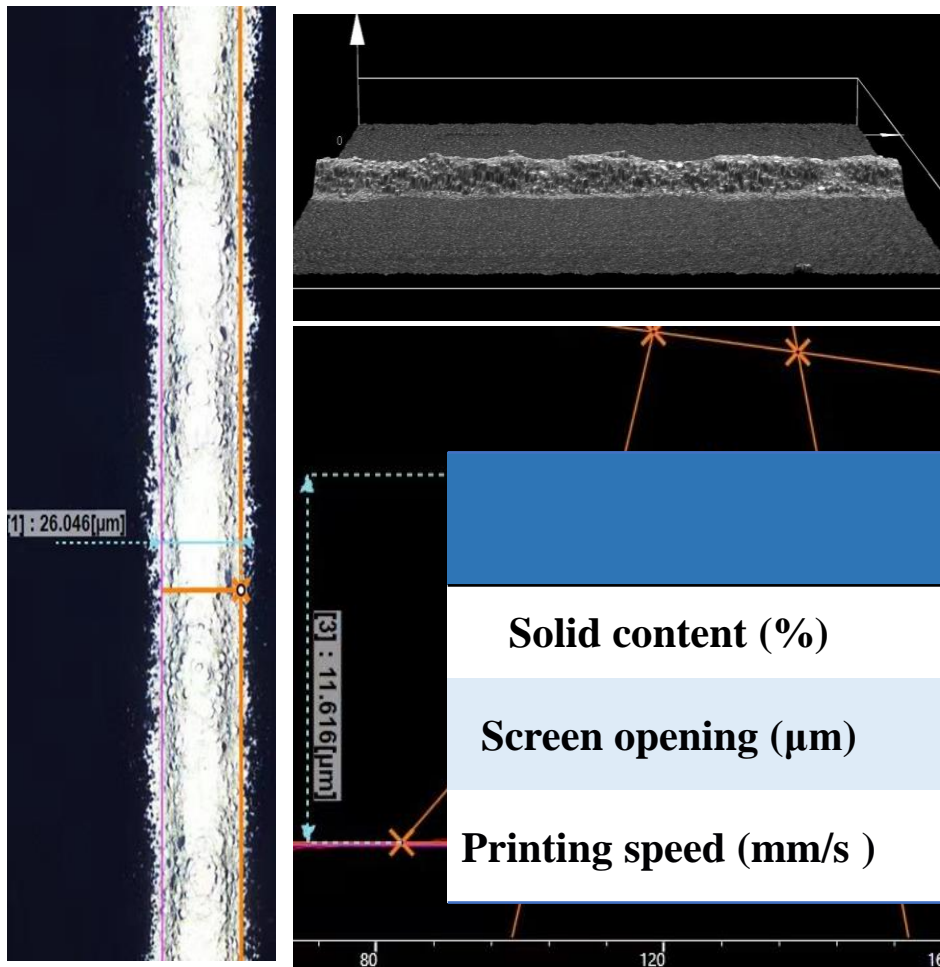 [1] : 26.046[µm]
0
[3] : 11.616[µm]
Solid content (%)
Screen opening (µm)
Printing speed (mm/s )
80
120